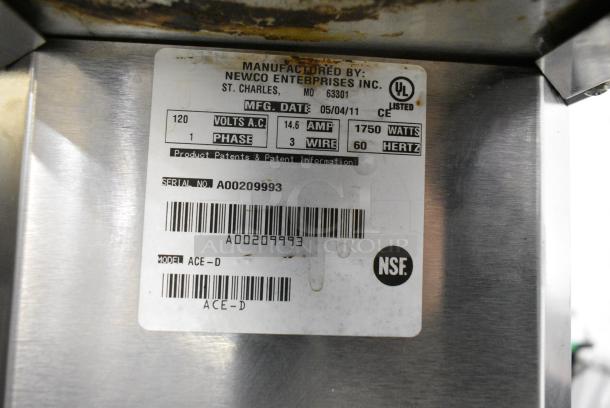 MANUFACTURED BY:
NEWCO ENTERPRISES INC.
ST. CHARLES, MO 63301
UL
LISTED
MFG. DATE 05/04/11 CE
120 VOLTS A.C 14.6 AMP 1750 WATTS
1 PHASE 3 WIRE 60 HERTZ
Product Patents & Patent Information:
SERIAL NO. A00209993
A00209993
AUCTION GROUP
MODEL ACE-D
NSF.
ACE-D